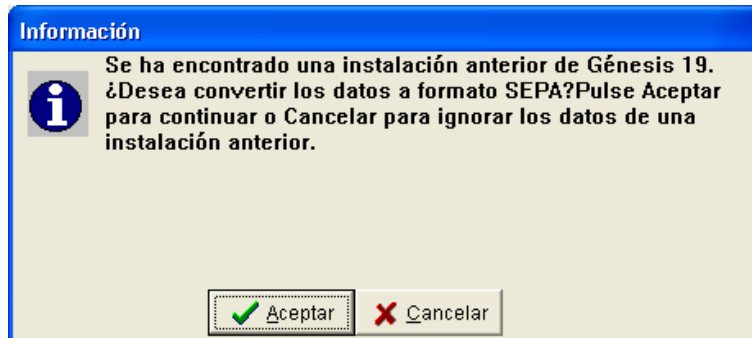 Información
Se ha encontrado una instalación anterior de Génesis 19.
¿Desea convertir los datos a formato SEPA?Pulse Aceptar
para continuar o Cancelar para ignorar los datos de una
instalación anterior.
Aceptar
Cancelar